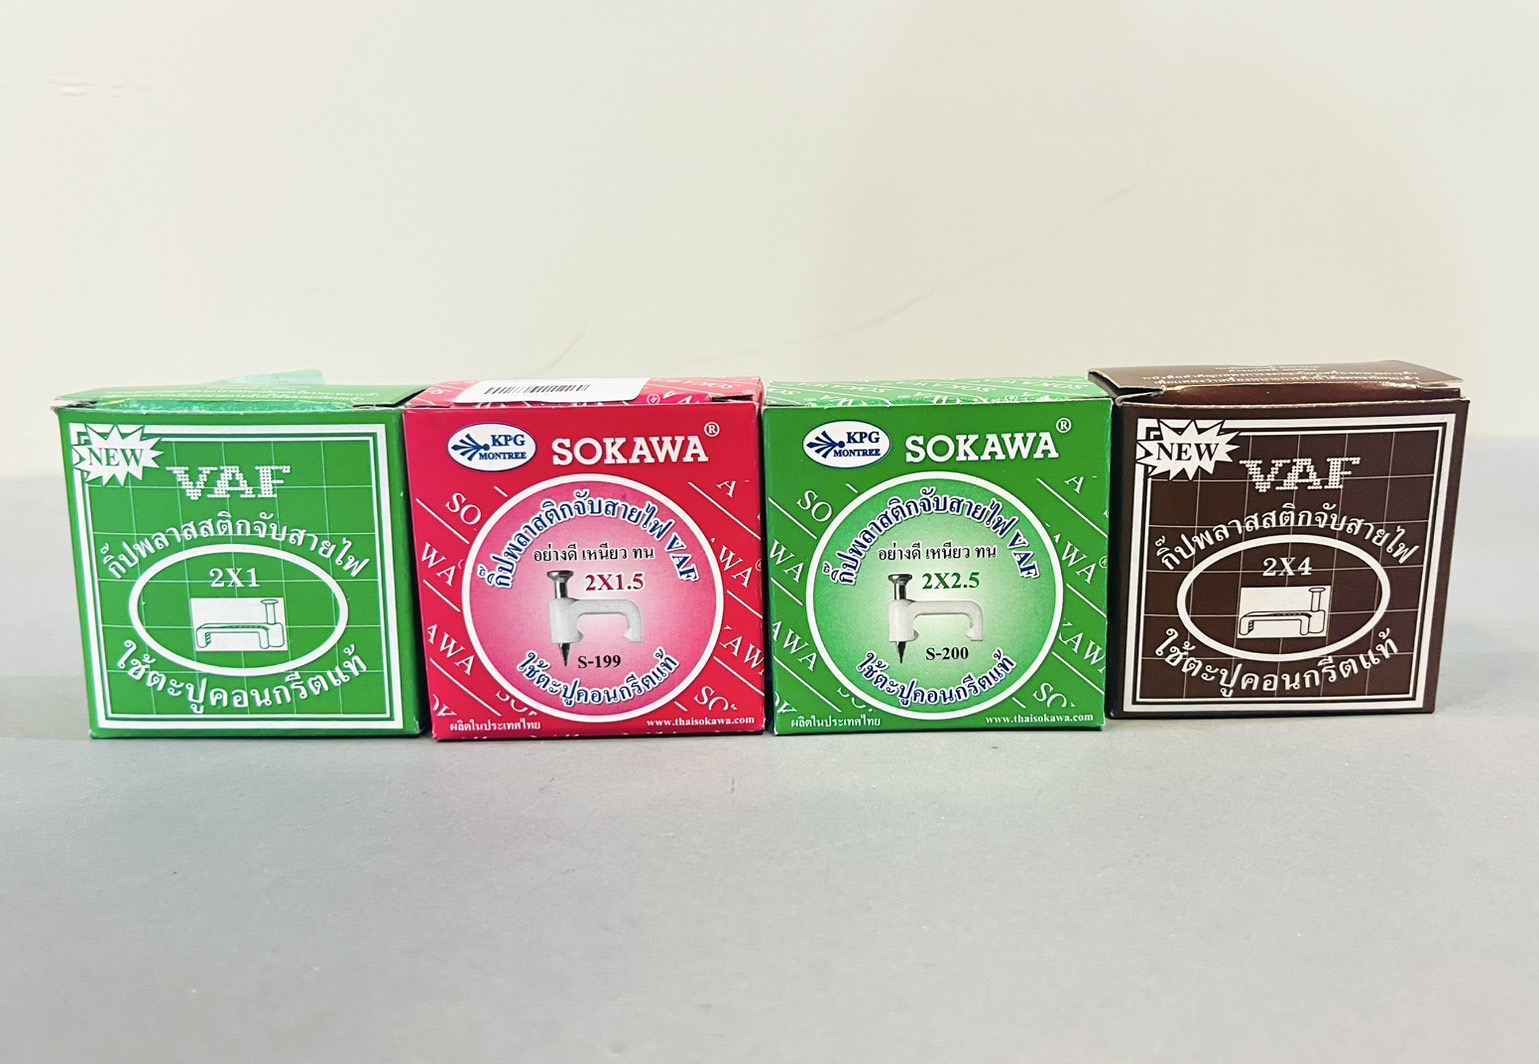 NEW
VAF
กิ๊ปพลาสสติกจับสายไฟ
2X1
ใช้ตะปูคอนกรีตแท้
KPG
MONTREE
SOKAWA®
กิ๊ปพลาสติกจับสายไฟ VAF
อย่างดี เหนียว ทน
2X1.5
S-199
ใช้ตะปูคอนกรีตแท้
ผลิตในประเทศไทย
www.thaisokawa.com
KPG
MONTREE
SOKAWA®
กิ๊ปพลาสติกจับสายไฟ VAF
อย่างดี เหนียว ทน
2X2.5
S-200
ใช้ตะปูคอนกรีตแท้
ผลิตในประเทศไทย
www.thaisokawa.com
NEW
VAF
กิ๊ปพลาสสติกจับสายไฟ
2X4
ใช้ตะปูคอนกรีตแท้